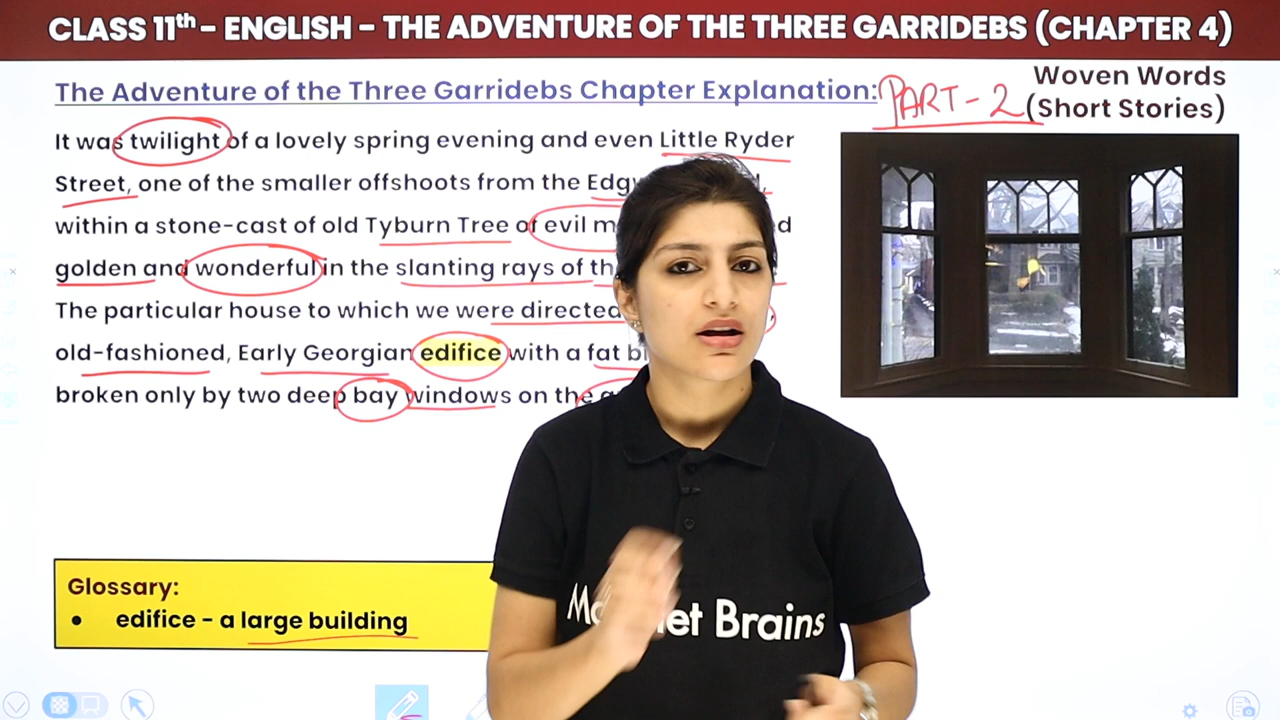 CLASS 11th - ENGLISH - THE ADVENTURE OF THE THREE GARRIDEBS (CHAPTER 4)
The Adventure of the Three Garridebs Chapter Explanation:
PART-2
Woven Words
(Short Stories)
It was twilight of a lovely spring evening and even Little Ryder
Street, one of the smaller offshoots from the
within a stone-cast of old Tyburn Tree of evil
golden and wonderful in the slanting rays of
The particular house to which we were directed
old-fashioned, Early Georgian edifice with a fat
broken only by two deep bay windows on the
Glossary:
• edifice - a large building
Brains